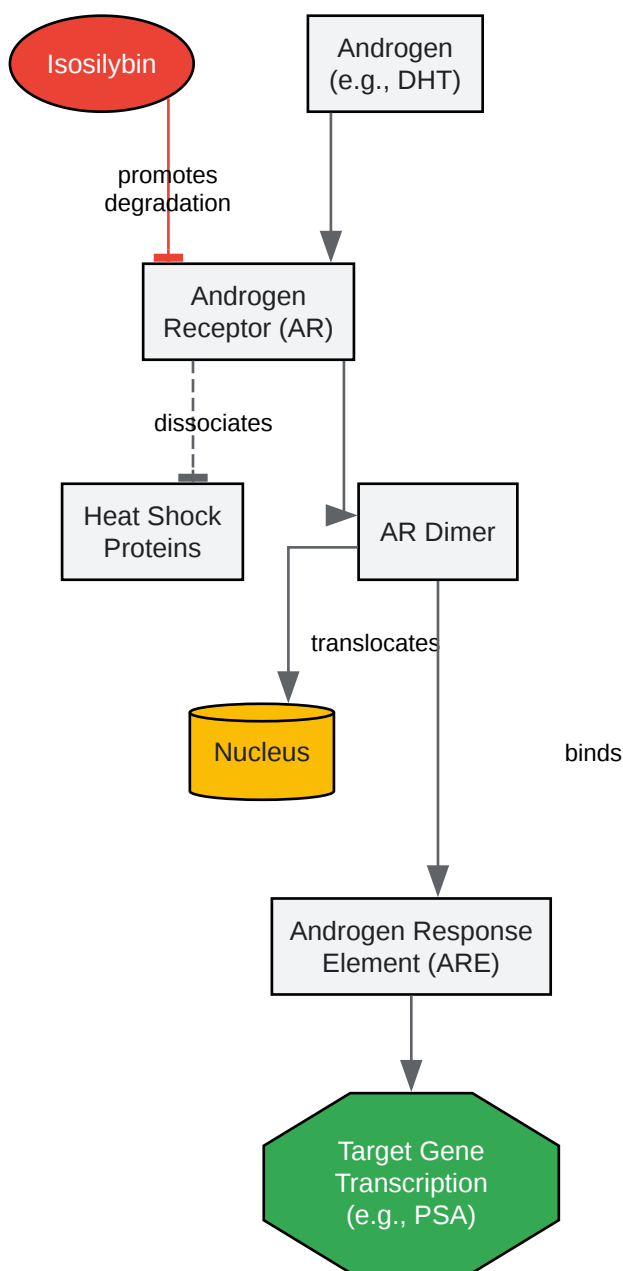 Isosilybin
Androgen
(e.g., DHT)
promotes
degradation
Androgen
Receptor (AR)
dissociates
Heat Shock
Proteins
AR Dimer
translocates
Nucleus
binds
Androgen Response
Element (ARE)
Target Gene
Transcription
(e.g., PSA)